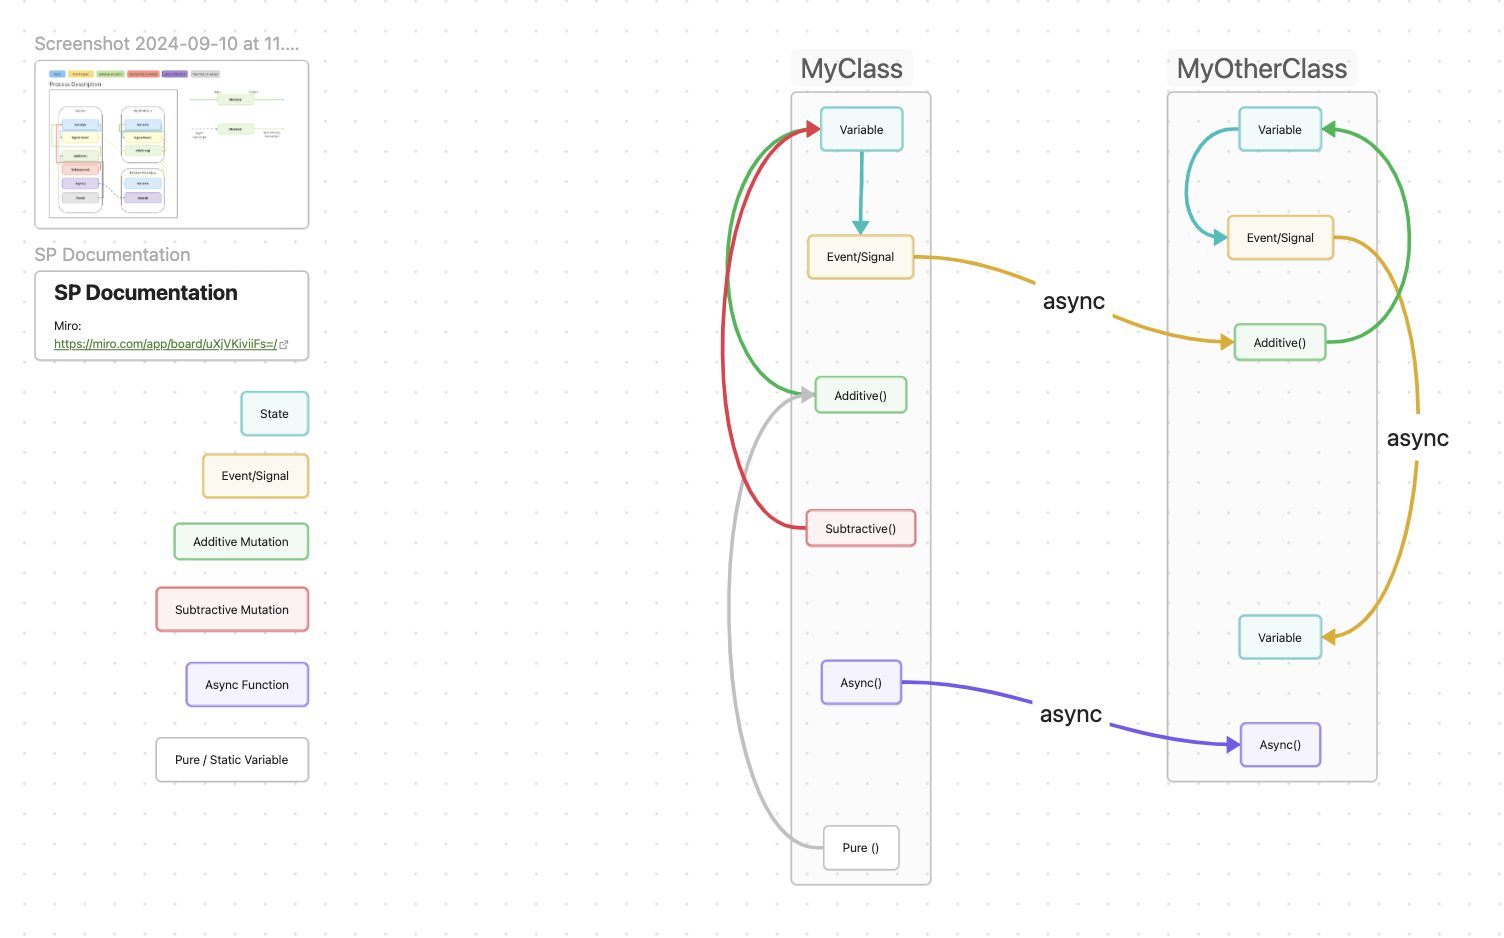 Screenshot 2024-09-10 at 11....
Process Description
SP Documentation
SP Documentation
Miro:
https://miro.com/app/board/uXjVKiviiFs=/
State
Event/Signal
Additive Mutation
Subtractive Mutation
Async Function
Pure / Static Variable
MyClass
Variable
Event/Signal
Additive()
Subtractive()
Async()
Pure ()
async
async
MyOtherClass
Variable
Event/Signal
Additive()
async
Variable
Async()